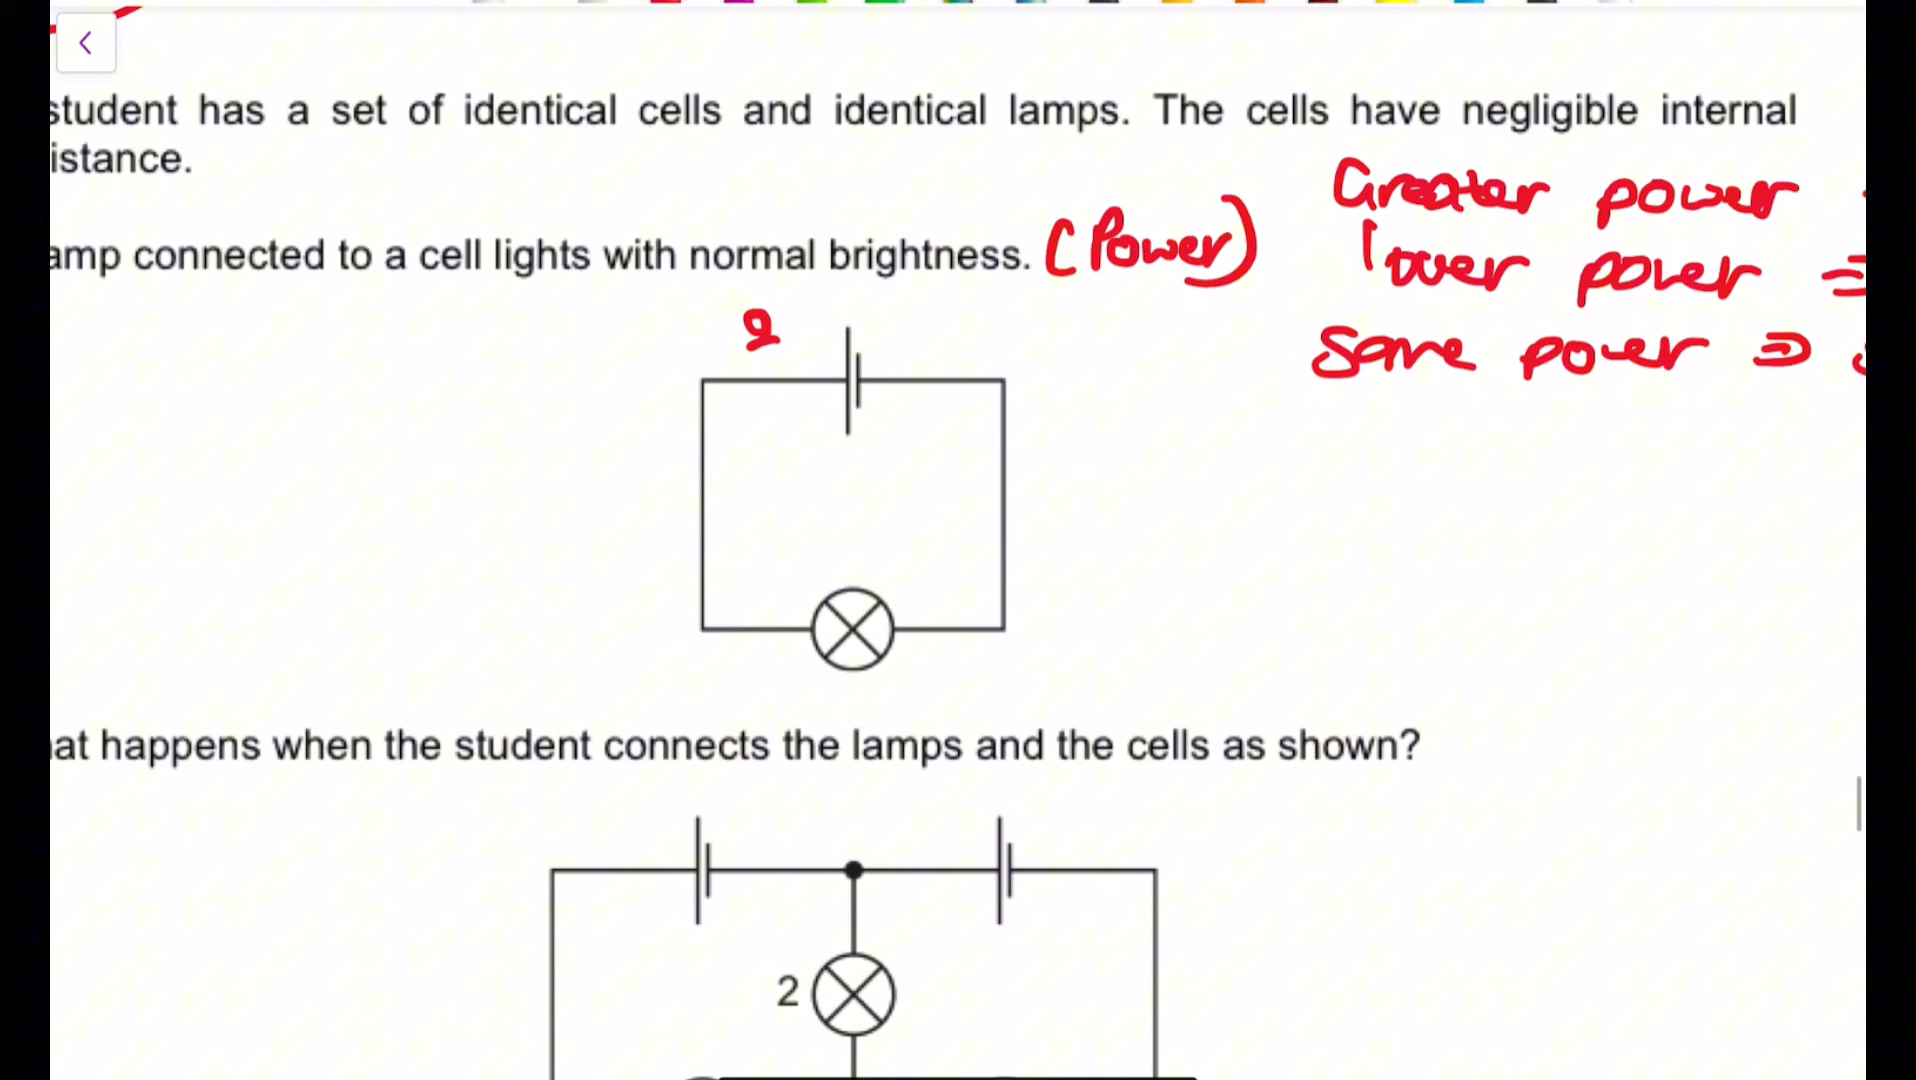 student has a set of identical cells and identical lamps. The cells have negligible internal
istance.
Greater power
amp connected to a cell lights with normal brightness. (Power)
lower power ⇒
Same power ⇒
at happens when the student connects the lamps and the cells as shown?
2